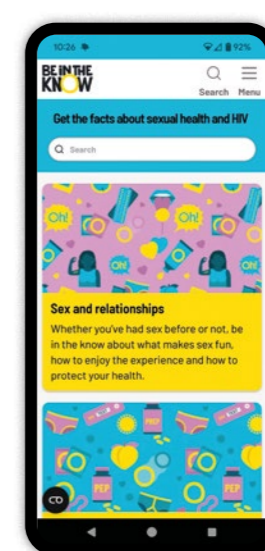 10:26
92%
BE IN THE
KNOW
Search Menu
Get the facts about sexual health and HIV
Search
Oh!
Oh!
Oh!
Oh!
Sex and relationships
Whether you've had sex before or not, be
in the know about what makes sex fun,
how to enjoy the experience and how to
protect your health.
PEP
PEP
PEP